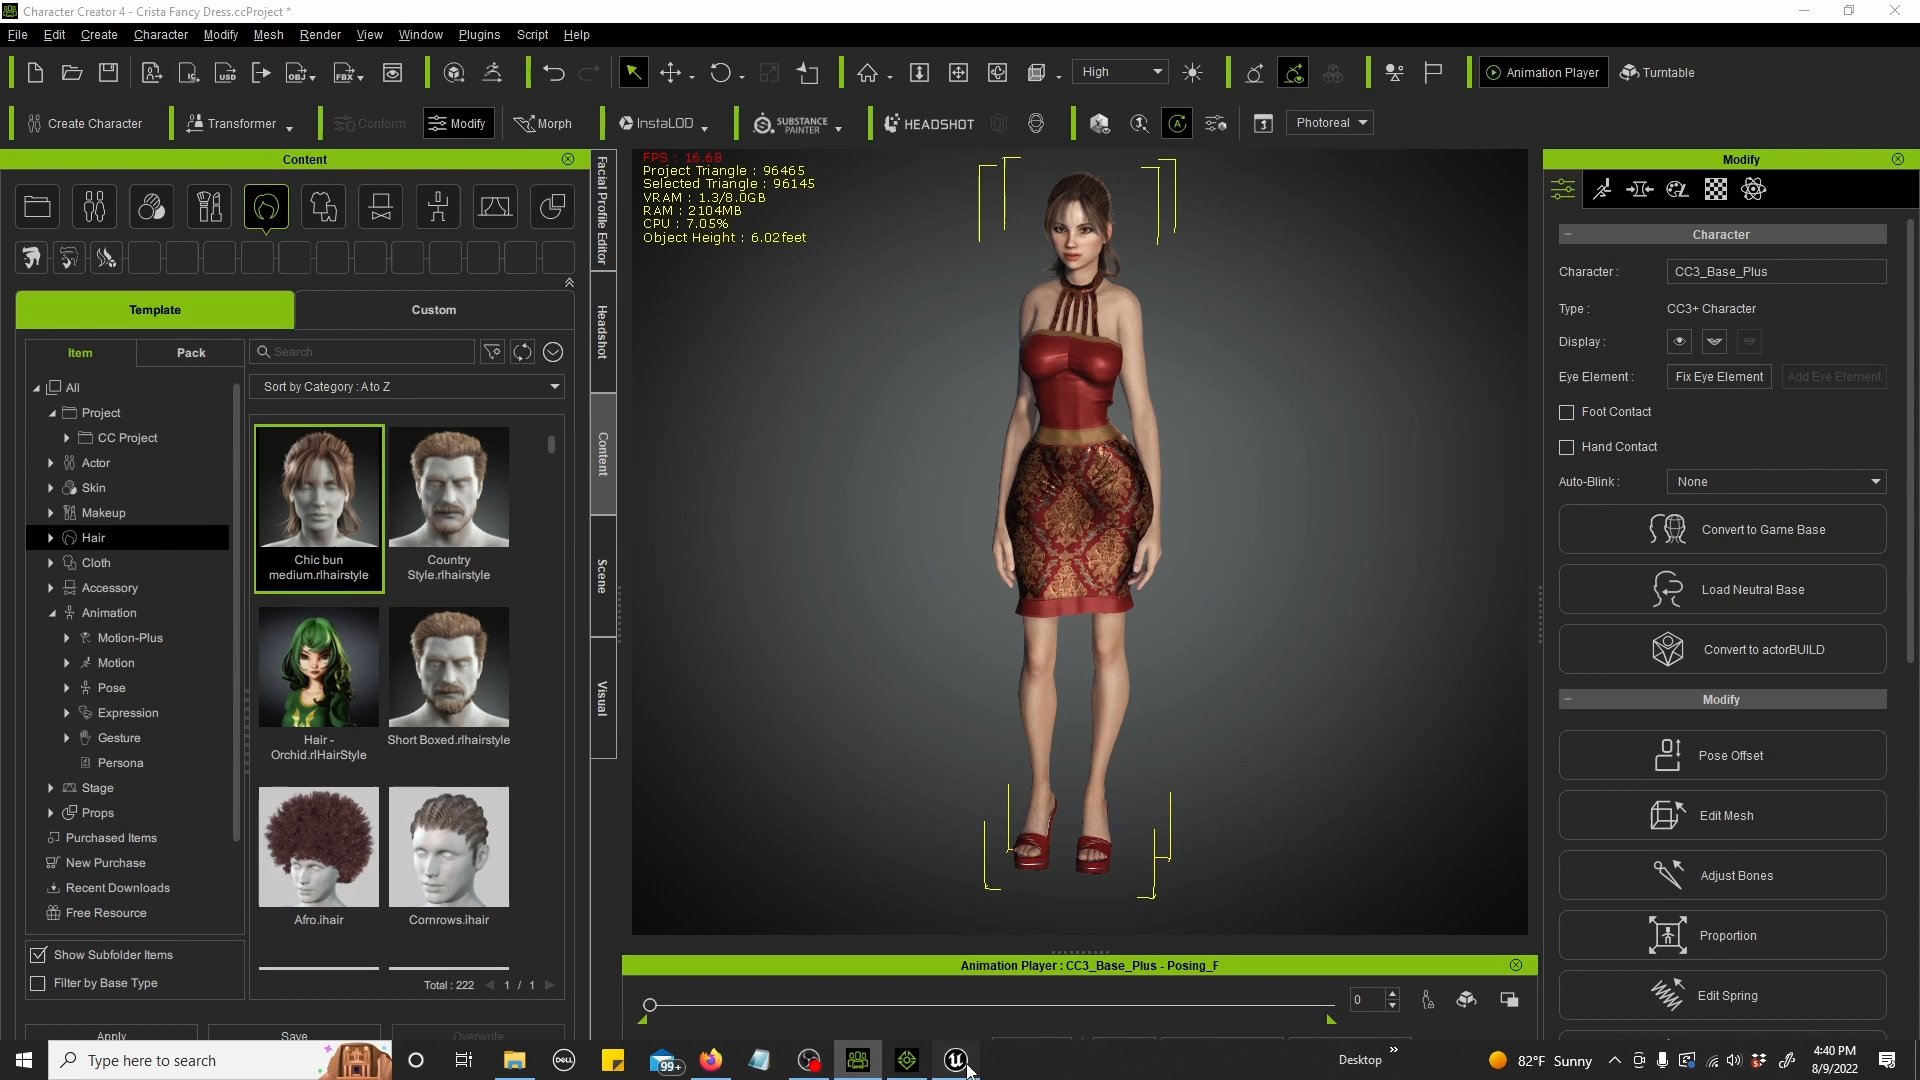 Character Creator 4 - Crista Fancy Dress.ccProject *
File Edit Create Character Modify Mesh Render View Window Plugins Script Help
USD OBJ FBX High Animation Player Turntable
Create Character Transformer Conform Modify Morph InstaLOD SUBSTANCE PAINTER HEADSHOT Photoreal
Content
Template Custom
Item Pack
Search
Sort by Category : A to Z
All
Project
CC Project
Actor
Skin
Makeup
Hair
Cloth
Accessory
Animation
Motion-Plus
Motion
Pose
Expression
Gesture
Persona
Stage
Props
Purchased Items
New Purchase
Recent Downloads
Free Resource
Show Subfolder Items
Filter by Base Type
Chic bun
medium.rlhairstyle
Country
Style.rlhairstyle
Hair -
Orchid.rlHairStyle
Short Boxed.rlhairstyle
Afro.ihair
Cornrows.ihair
Total : 222 1 / 1
Apply Save Overwrite
Facial Profile Editor
Headshot
Content
Scene
Visual
FPS : 16.68
Project Triangle : 96465
Selected Triangle : 96145
VRAM : 1.3/8.0GB
RAM : 2104MB
CPU : 7.05%
Object Height : 6.02feet
Animation Player : CC3_Base_Plus - Posing_F
0
Modify
Character
Character : CC3_Base_Plus
Type : CC3+ Character
Display :
Eye Element : Fix Eye Element Add Eye Element
Foot Contact
Hand Contact
Auto-Blink : None
Convert to Game Base
Load Neutral Base
Convert to actorBUILD
Modify
Pose Offset
Edit Mesh
Adjust Bones
Proportion
Edit Spring
Type here to search
DELL
99+
Desktop
82°F Sunny
4:40 PM
8/9/2022